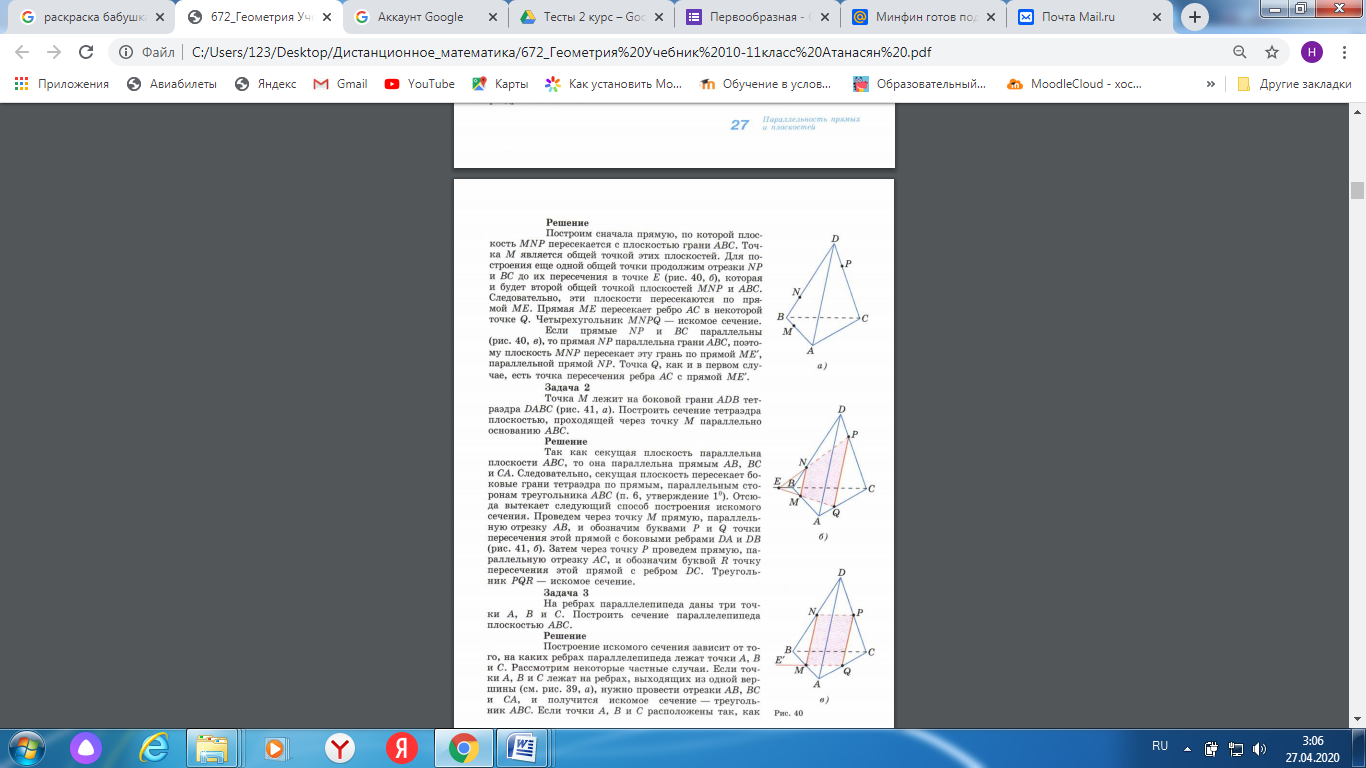 раскраска бабушка
672_Геометрия Уче
Аккаунт Google
Тесты 2 курс – Goo
Первообразная - G
Минфин готов под
Почта Mail.ru
Файл | C:/Users/123/Desktop/Дистанционное_математика/672_Геометрия%20Учебник%2010-11класс%20Атанасян%20.pdf
Н
Приложения
Авиабилеты
Яндекс
Gmail
YouTube
Карты
Как установить Mo...
Обучение в услов...
Образовательный...
MoodleCloud - хос...
»
Другие закладки
27
Параллельность прямых
и плоскостей
Решение
Построим сначала прямую, по которой плос-
кость MNP пересекается с плоскостью грани ABC. Точ-
ка M является общей точкой этих плоскостей. Для по-
строения еще одной общей точки продолжим отрезки NP
и BC до их пересечения в точке E (рис. 40, б), которая
и будет второй общей точкой плоскостей MNP и ABC.
Следовательно, эти плоскости пересекаются по пря-
мой ME. Прямая ME пересекает ребро AC в некоторой
точке Q. Четырехугольник MNPQ — искомое сечение.
Если прямые NP и BC параллельны
(рис. 40, в), то прямая NP параллельна грани ABC, поэто-
му плоскость MNP пересекает эту грань по прямой ME′,
параллельной прямой NP. Точка Q, как и в первом слу-
чае, есть точка пересечения ребра AC с прямой ME′.
Задача 2
Точка M лежит на боковой грани ADB тет-
раэдра DABC (рис. 41, а). Построить сечение тетраэдра
плоскостью, проходящей через точку M параллельно
основанию ABC.
Решение
Так как секущая плоскость параллельна
плоскости ABC, то она параллельна прямым AB, BC
и CA. Следовательно, секущая плоскость пересекает бо-
ковые грани тетраэдра по прямым, параллельным сто-
ронам треугольника ABC (п. 6, утверждение 1⁰). Отсю-
да вытекает следующий способ построения искомого
сечения. Проведем через точку M прямую, параллель-
ную отрезку AB, и обозначим буквами P и Q точки
пересечения этой прямой с боковыми ребрами DA и DB
(рис. 41, б). Затем через точку P проведем прямую, па-
раллельную отрезку AC, и обозначим буквой R точку
пересечения этой прямой с ребром DC. Треуголь-
ник PQR — искомое сечение.
Задача 3
На ребрах параллелепипеда даны три точ-
ки A, B и C. Построить сечение параллелепипеда
плоскостью ABC.
Решение
Построение искомого сечения зависит от то-
го, на каких ребрах параллелепипеда лежат точки A, B
и C. Рассмотрим некоторые частные случаи. Если точ-
ки A, B и C лежат на ребрах, выходящих из одной вер-
шины (см. рис. 39, а), нужно провести отрезки AB, BC
и CA, и получится искомое сечение — треуголь-
ник ABC. Если точки A, B и C расположены так, как
D
P
N
B
C
M
A
а)
D
P
N
E
B
C
M
Q
A
б)
D
N
P
B
C
E′
M
Q
A
в)
Рис. 40
RU
3:06
27.04.2020